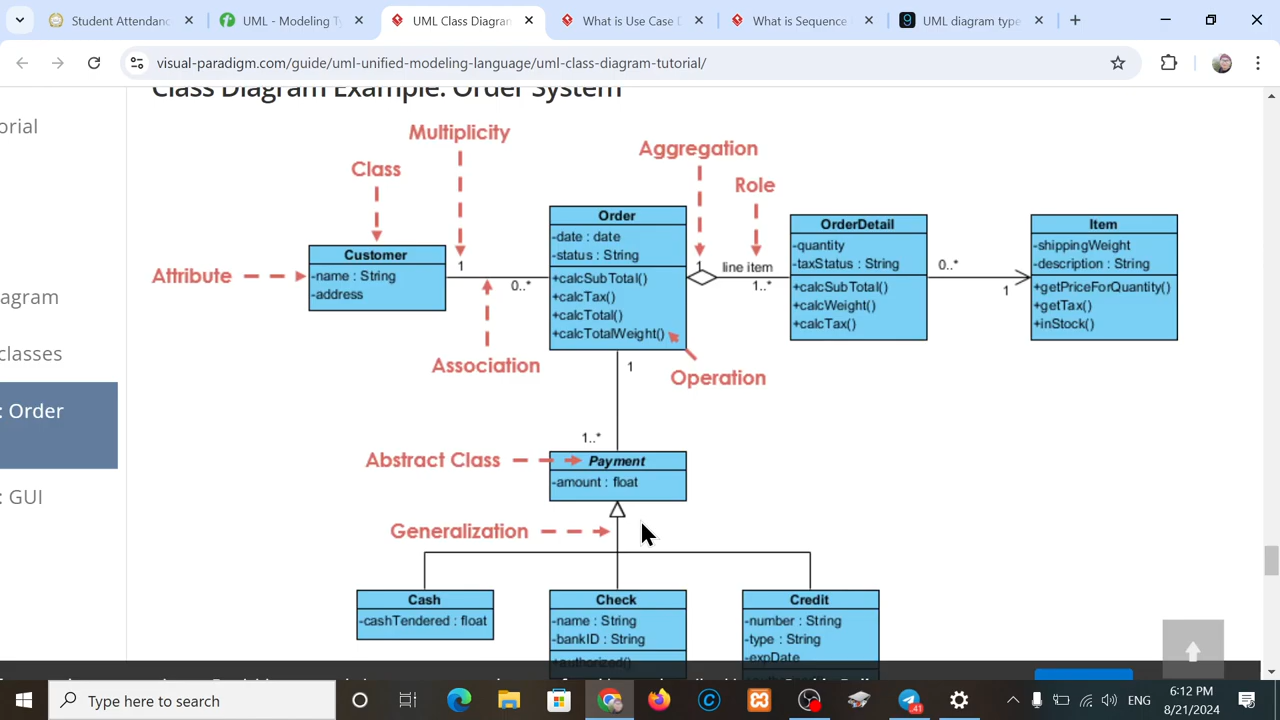 Student Attendanc
UML - Modeling Ty
UML Class Diagran
What is Use Case D
What is Sequence
UML diagram type
visual-paradigm.com/guide/uml-unified-modeling-language/uml-class-diagram-tutorial/
Class Diagram Example: Order System
orial
iagram
classes
: Order
: GUI
Multiplicity
Aggregation
Class
Role
Attribute
Customer
-name : String
-address
1
0..*
Association
Order
-date : date
-status : String
+calcSubTotal()
+calcTax()
+calcTotal()
+calcTotalWeight()
Operation
1
line item
1..*
OrderDetail
-quantity
-taxStatus : String
+calcSubTotal()
+calcWeight()
+calcTax()
0..*
1
Item
-shippingWeight
-description : String
+getPriceForQuantity()
+getTax()
+inStock()
1
1..*
Abstract Class
Payment
-amount : float
Generalization
Cash
-cashTendered : float
Check
-name : String
-bankID : String
+authorized()
Credit
-number : String
-type : String
-expDate
Type here to search
41
ENG
6:12 PM
8/21/2024